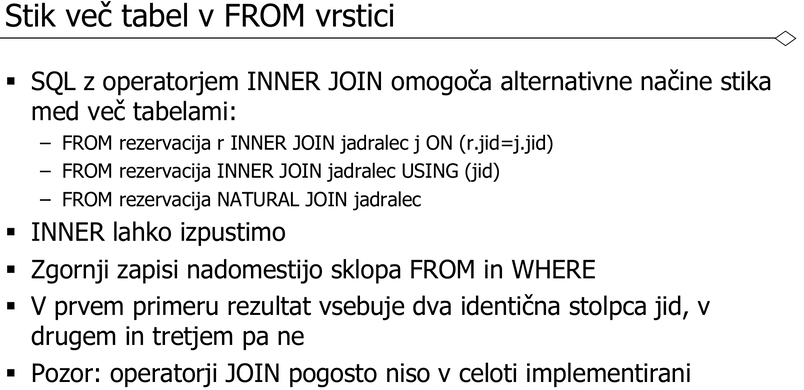 Stik več tabel v FROM vrstici
▪ SQL z operatorjem INNER JOIN omogoča alternativne načine stika
med več tabelami:
– FROM rezervacija r INNER JOIN jadralec j ON (r.jid=j.jid)
– FROM rezervacija INNER JOIN jadralec USING (jid)
– FROM rezervacija NATURAL JOIN jadralec
▪ INNER lahko izpustimo
▪ Zgornji zapisi nadomestijo sklopa FROM in WHERE
▪ V prvem primeru rezultat vsebuje dva identična stolpca jid, v
drugem in tretjem pa ne
▪ Pozor: operatorji JOIN pogosto niso v celoti implementirani